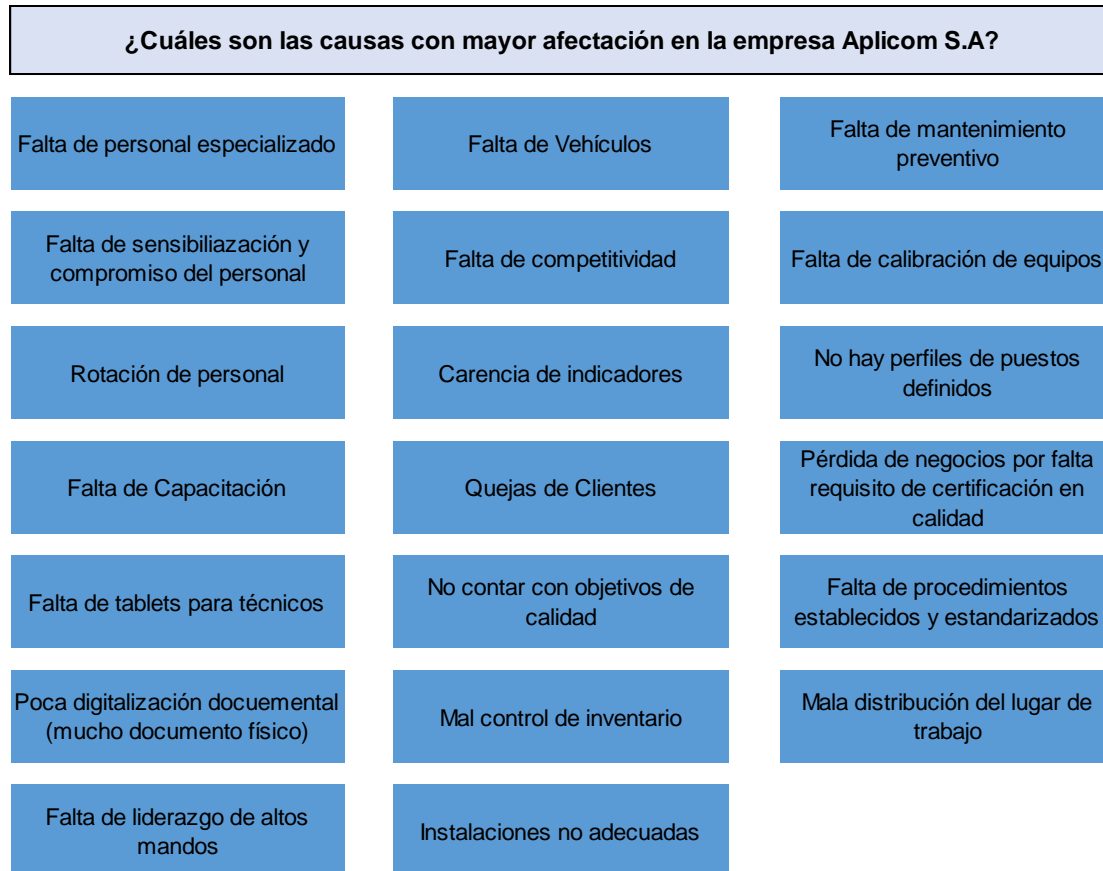 ¿Cuáles son las causas con mayor afectación en la empresa Aplicom S.A?
Falta de personal especializado
Falta de Vehículos
Falta de mantenimiento
preventivo
Falta de sensibiliazación y
compromiso del personal
Falta de competitividad
Falta de calibración de equipos
Rotación de personal
Carencia de indicadores
No hay perfiles de puestos
definidos
Falta de Capacitación
Quejas de Clientes
Pérdida de negocios por falta
requisito de certificación en
calidad
Falta de tablets para técnicos
No contar con objetivos de
calidad
Falta de procedimientos
establecidos y estandarizados
Poca digitalización docuemental
(mucho documento físico)
Mal control de inventario
Mala distribución del lugar de
trabajo
Falta de liderazgo de altos
mandos
Instalaciones no adecuadas